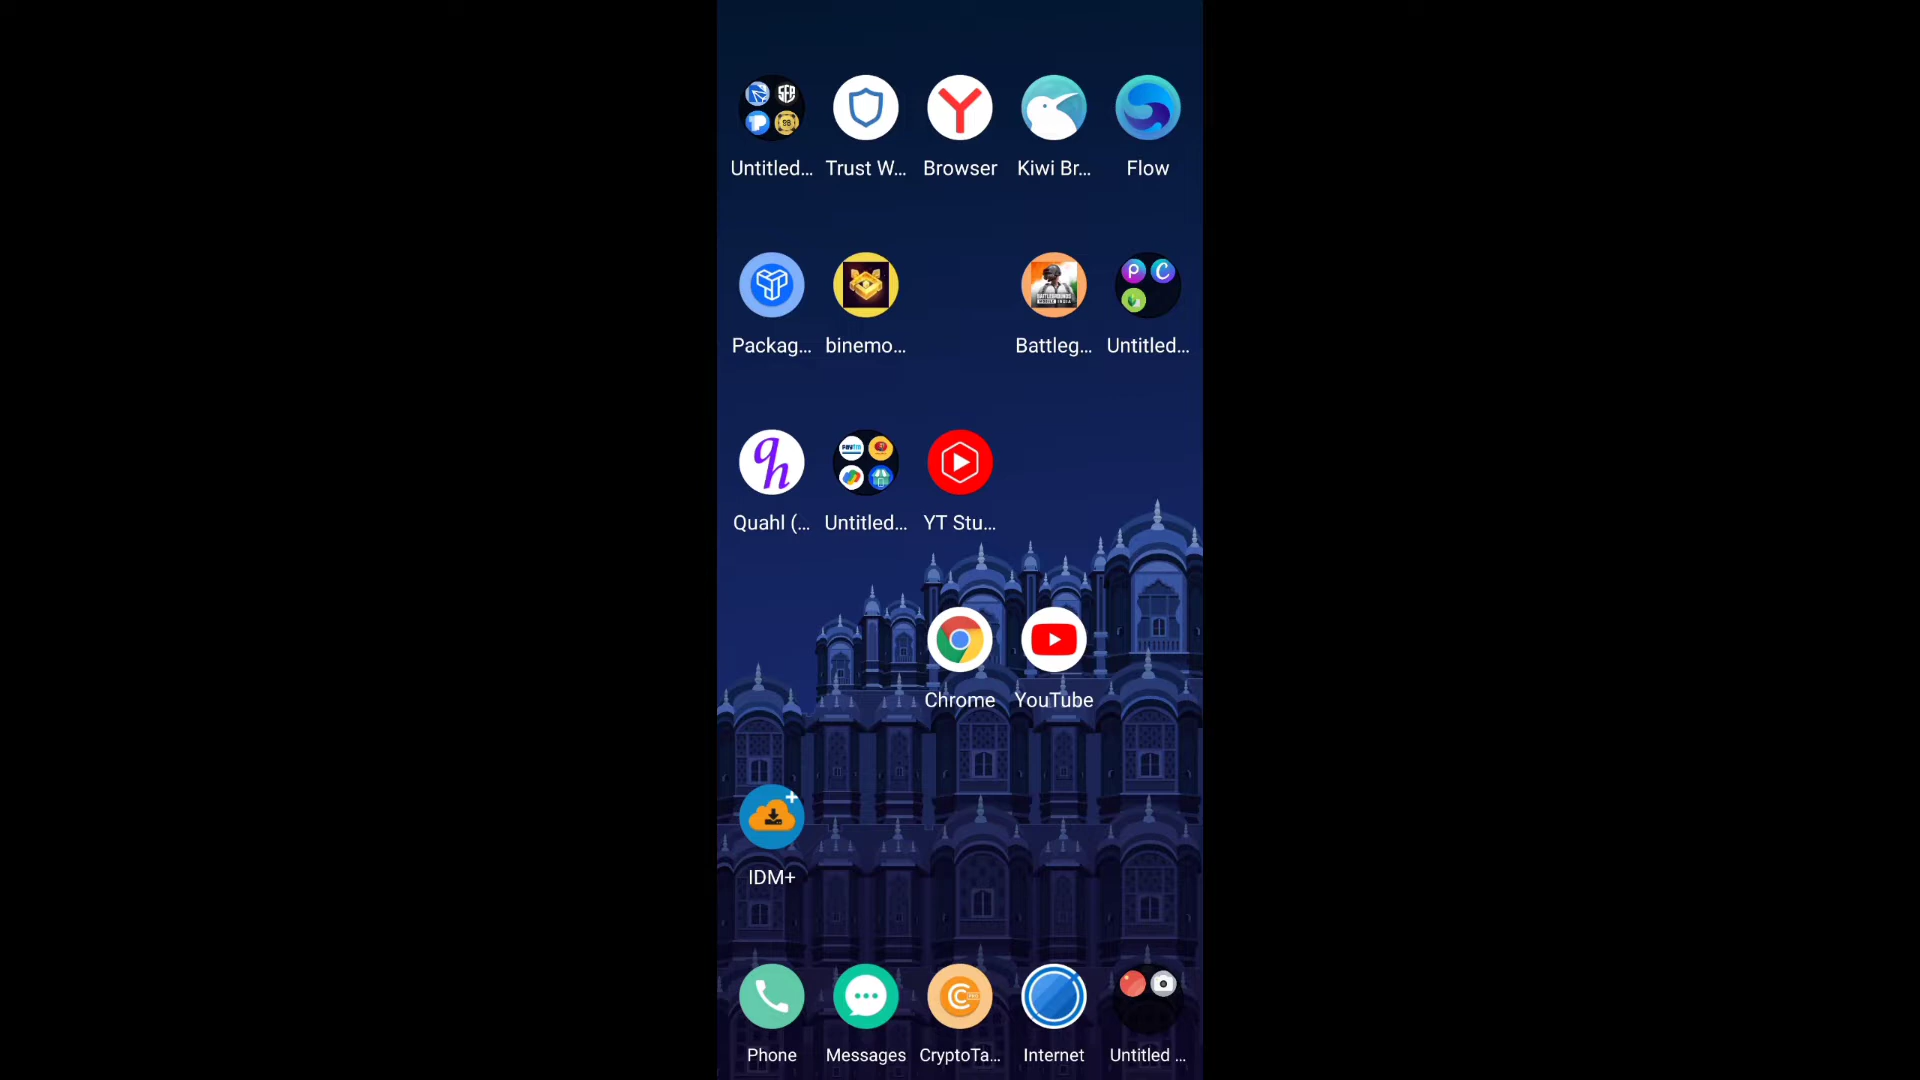 Untitled...
Trust W...
Browser
Kiwi Br...
Flow
Packag...
binemo...
Battleg...
Untitled...
Quahl (...
Untitled...
YT Stu...
Chrome
YouTube
IDM+
Phone
Messages
CryptoTa...
Internet
Untitled ...